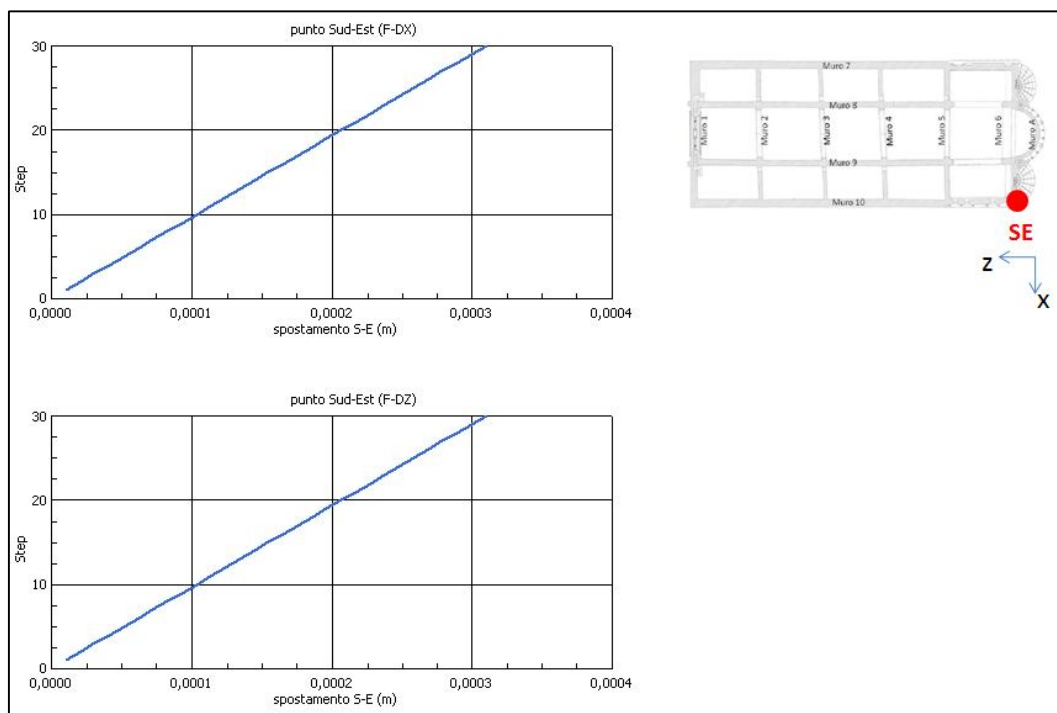 punto Sud-Est (F-DX)
30
20
10
0
Step
0,0000 0,0001 0,0002 0,0003 0,0004
spostamento S-E (m)
Muro 7
Muro 8
Muro 1
Muro 2
Muro 3
Muro 4
Muro 5
Muro 6
Muro A
Muro 9
Muro 10
SE
Z
X
punto Sud-Est (F-DZ)
30
20
10
0
Step
0,0000 0,0001 0,0002 0,0003 0,0004
spostamento S-E (m)